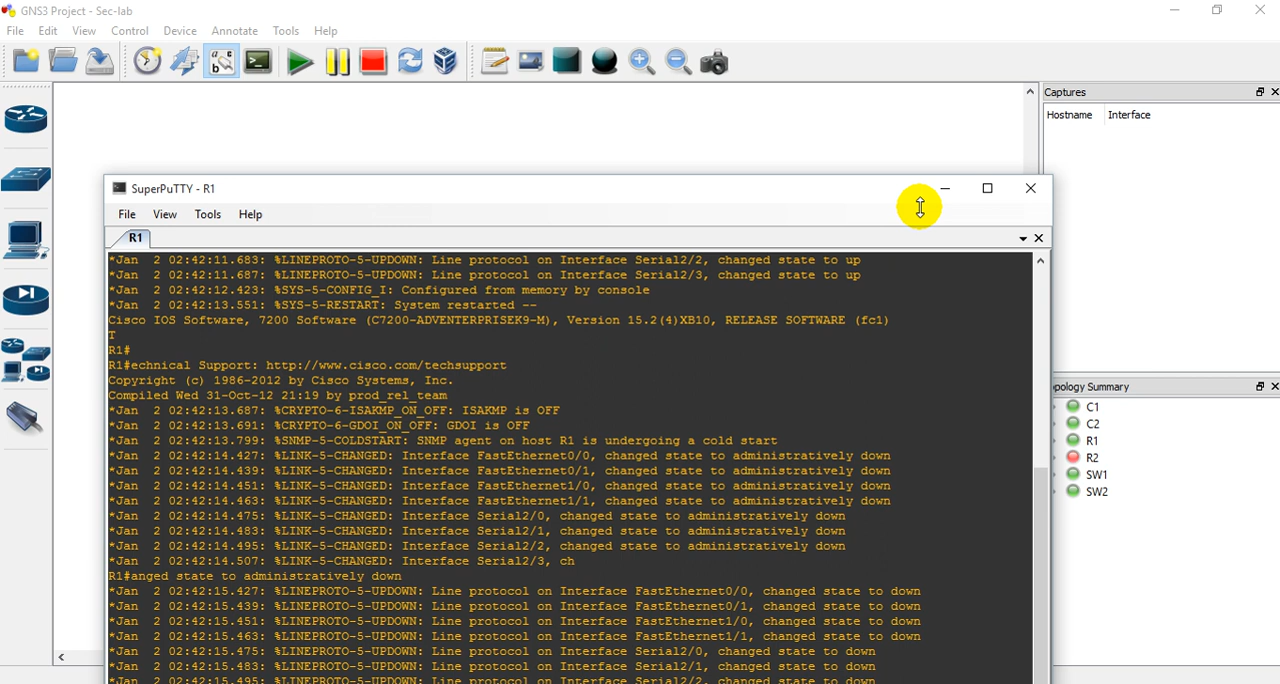 GNS3 Project - Sec-lab
File Edit View Control Device Annotate Tools Help
Captures
Hostname Interface
SuperPuTTY - R1
File View Tools Help
R1
*Jan 2 02:42:11.683: %LINEPROTO-5-UPDOWN: Line protocol on Interface Serial2/2, changed state to up
*Jan 2 02:42:11.687: %LINEPROTO-5-UPDOWN: Line protocol on Interface Serial2/3, changed state to up
*Jan 2 02:42:12.423: %SYS-5-CONFIG_I: Configured from memory by console
*Jan 2 02:42:13.551: %SYS-5-RESTART: System restarted --
Cisco IOS Software, 7200 Software (C7200-ADVENTERPRISEK9-M), Version 15.2(4)XB10, RELEASE SOFTWARE (fc1)
T
R1#
R1#echnical Support: http://www.cisco.com/techsupport
Copyright (c) 1986-2012 by Cisco Systems, Inc.
Compiled Wed 31-Oct-12 21:19 by prod_rel_team
*Jan 2 02:42:13.687: %CRYPTO-6-ISAKMP_ON_OFF: ISAKMP is OFF
*Jan 2 02:42:13.691: %CRYPTO-6-GDOI_ON_OFF: GDOI is OFF
*Jan 2 02:42:13.799: %SNMP-5-COLDSTART: SNMP agent on host R1 is undergoing a cold start
*Jan 2 02:42:14.427: %LINK-5-CHANGED: Interface FastEthernet0/0, changed state to administratively down
*Jan 2 02:42:14.439: %LINK-5-CHANGED: Interface FastEthernet0/1, changed state to administratively down
*Jan 2 02:42:14.451: %LINK-5-CHANGED: Interface FastEthernet1/0, changed state to administratively down
*Jan 2 02:42:14.463: %LINK-5-CHANGED: Interface FastEthernet1/1, changed state to administratively down
*Jan 2 02:42:14.475: %LINK-5-CHANGED: Interface Serial2/0, changed state to administratively down
*Jan 2 02:42:14.483: %LINK-5-CHANGED: Interface Serial2/1, changed state to administratively down
*Jan 2 02:42:14.495: %LINK-5-CHANGED: Interface Serial2/2, changed state to administratively down
*Jan 2 02:42:14.507: %LINK-5-CHANGED: Interface Serial2/3, ch
R1#anged state to administratively down
*Jan 2 02:42:15.427: %LINEPROTO-5-UPDOWN: Line protocol on Interface FastEthernet0/0, changed state to down
*Jan 2 02:42:15.439: %LINEPROTO-5-UPDOWN: Line protocol on Interface FastEthernet0/1, changed state to down
*Jan 2 02:42:15.451: %LINEPROTO-5-UPDOWN: Line protocol on Interface FastEthernet1/0, changed state to down
*Jan 2 02:42:15.463: %LINEPROTO-5-UPDOWN: Line protocol on Interface FastEthernet1/1, changed state to down
*Jan 2 02:42:15.475: %LINEPROTO-5-UPDOWN: Line protocol on Interface Serial2/0, changed state to down
*Jan 2 02:42:15.483: %LINEPROTO-5-UPDOWN: Line protocol on Interface Serial2/1, changed state to down
*Jan 2 02:42:15.495: %LINEPROTO-5-UPDOWN: Line protocol on Interface Serial2/2, changed state to down
opology Summary
C1
C2
R1
R2
SW1
SW2